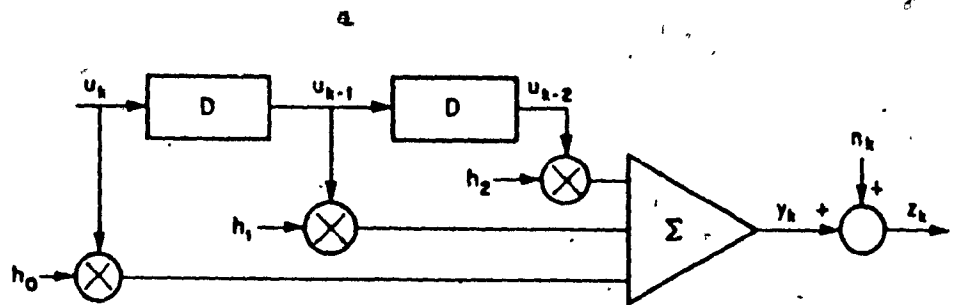 a
u_k
D
u_{k-1}
D
u_{k-2}
h_2
h_1
h_0
Σ
n_k
+
y_k
+
z_k